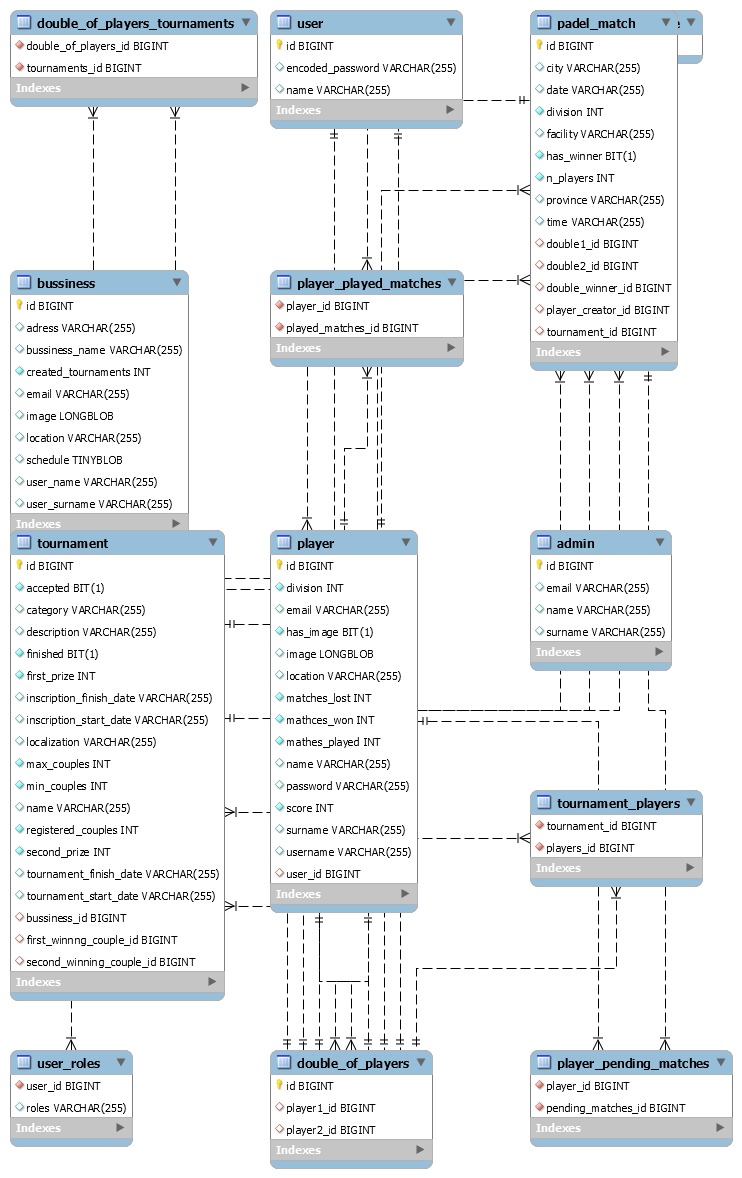 double_of_players_tournaments
double_of_players_id BIGINT
tournaments_id BIGINT
Indexes
user
id BIGINT
encoded_password VARCHAR(255)
name VARCHAR(255)
Indexes
padel_match
id BIGINT
city VARCHAR(255)
date VARCHAR(255)
division INT
facility VARCHAR(255)
has_winner BIT(1)
n_players INT
province VARCHAR(255)
time VARCHAR(255)
double1_id BIGINT
double2_id BIGINT
double_winner_id BIGINT
player_creator_id BIGINT
tournament_id BIGINT
Indexes
bussiness
id BIGINT
adress VARCHAR(255)
bussiness_name VARCHAR(255)
created_tournaments INT
email VARCHAR(255)
image LONGBLOB
location VARCHAR(255)
schedule TINYBLOB
user_name VARCHAR(255)
user_surname VARCHAR(255)
Indexes
player_played_matches
player_id BIGINT
played_matches_id BIGINT
Indexes
tournament
id BIGINT
accepted BIT(1)
category VARCHAR(255)
description VARCHAR(255)
finished BIT(1)
first_prize INT
inscription_finish_date VARCHAR(255)
inscription_start_date VARCHAR(255)
localization VARCHAR(255)
max_couples INT
min_couples INT
name VARCHAR(255)
registered_couples INT
second_prize INT
tournament_finish_date VARCHAR(255)
tournament_start_date VARCHAR(255)
bussiness_id BIGINT
first_winnng_couple_id BIGINT
second_winning_couple_id BIGINT
Indexes
player
id BIGINT
division INT
email VARCHAR(255)
has_image BIT(1)
image LONGBLOB
location VARCHAR(255)
matches_lost INT
mathces_won INT
mathes_played INT
name VARCHAR(255)
password VARCHAR(255)
score INT
surname VARCHAR(255)
username VARCHAR(255)
user_id BIGINT
Indexes
admin
id BIGINT
email VARCHAR(255)
name VARCHAR(255)
surname VARCHAR(255)
Indexes
tournament_players
tournament_id BIGINT
players_id BIGINT
Indexes
user_roles
user_id BIGINT
roles VARCHAR(255)
Indexes
double_of_players
id BIGINT
player1_id BIGINT
player2_id BIGINT
Indexes
player_pending_matches
player_id BIGINT
pending_matches_id BIGINT
Indexes